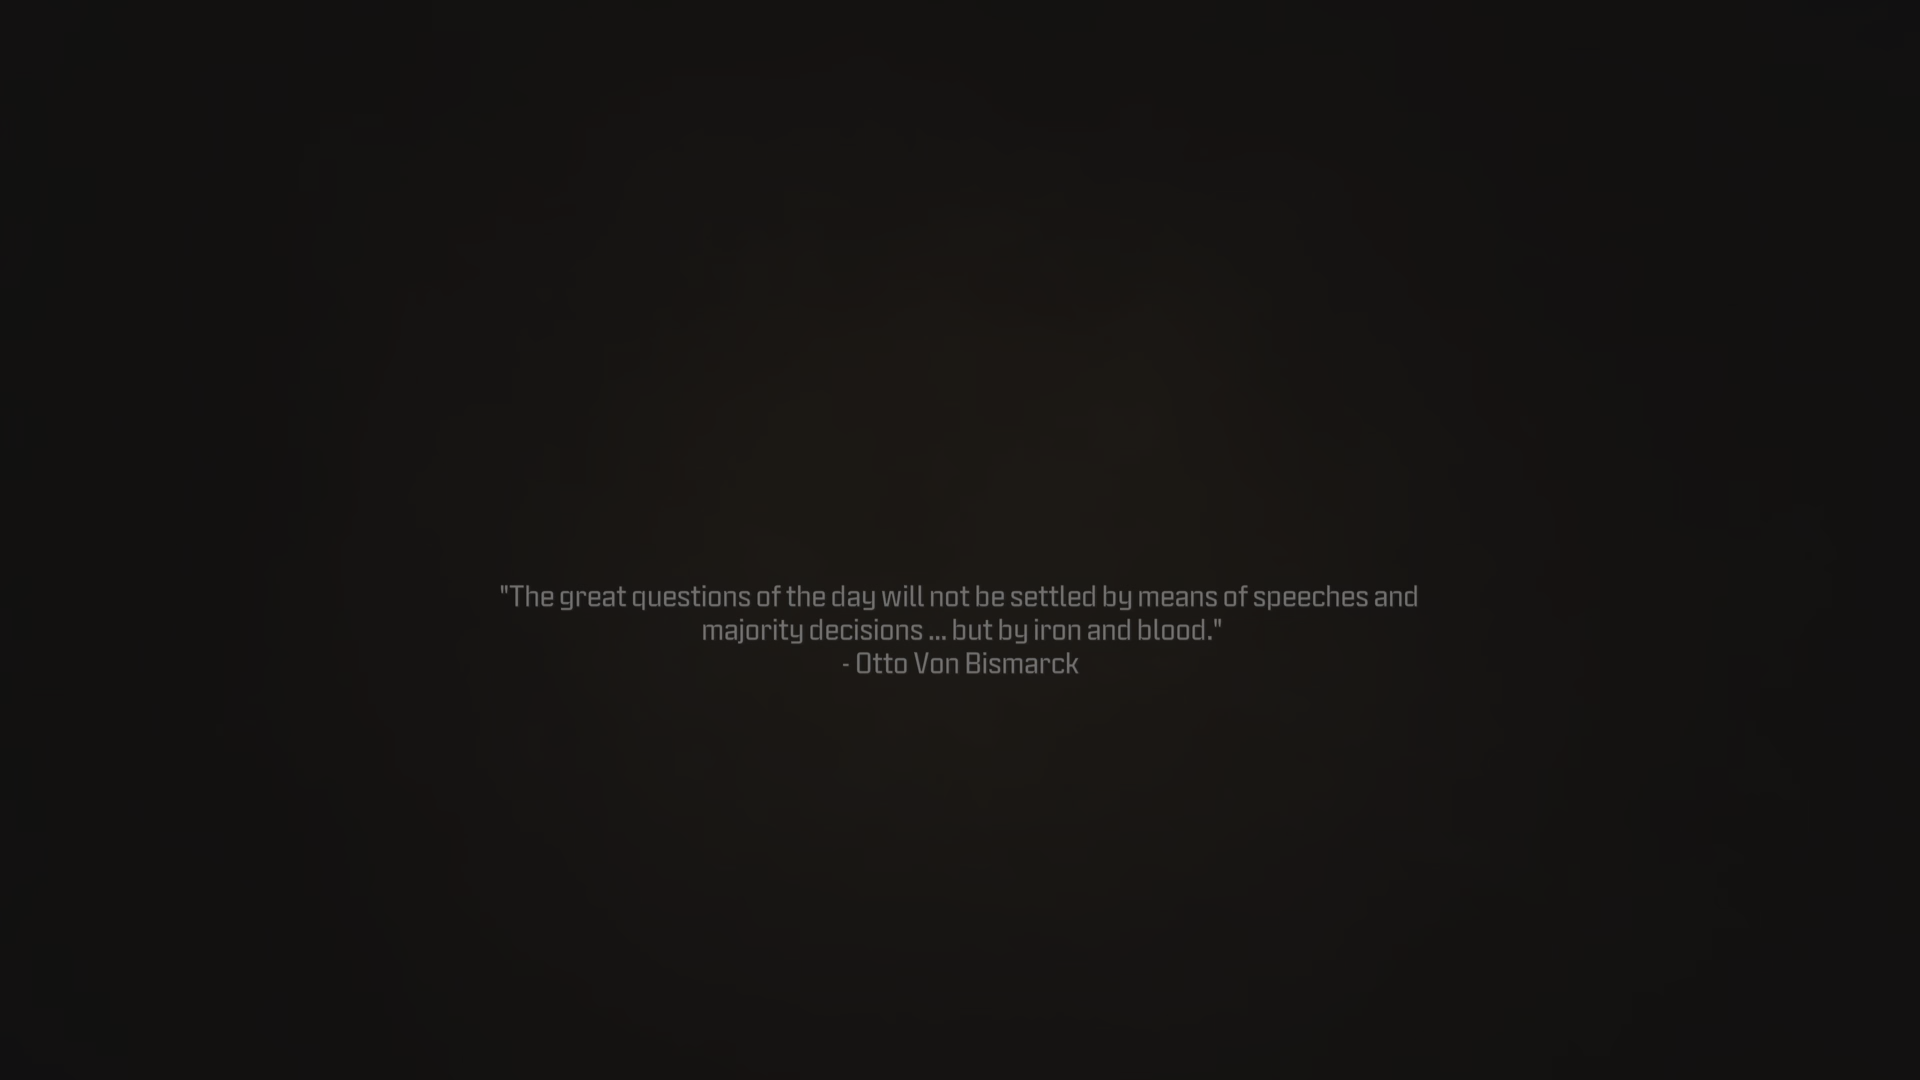 "The great questions of the day will not be settled by means of speeches and
majority decisions ... but by iron and blood."
- Otto Von Bismarck